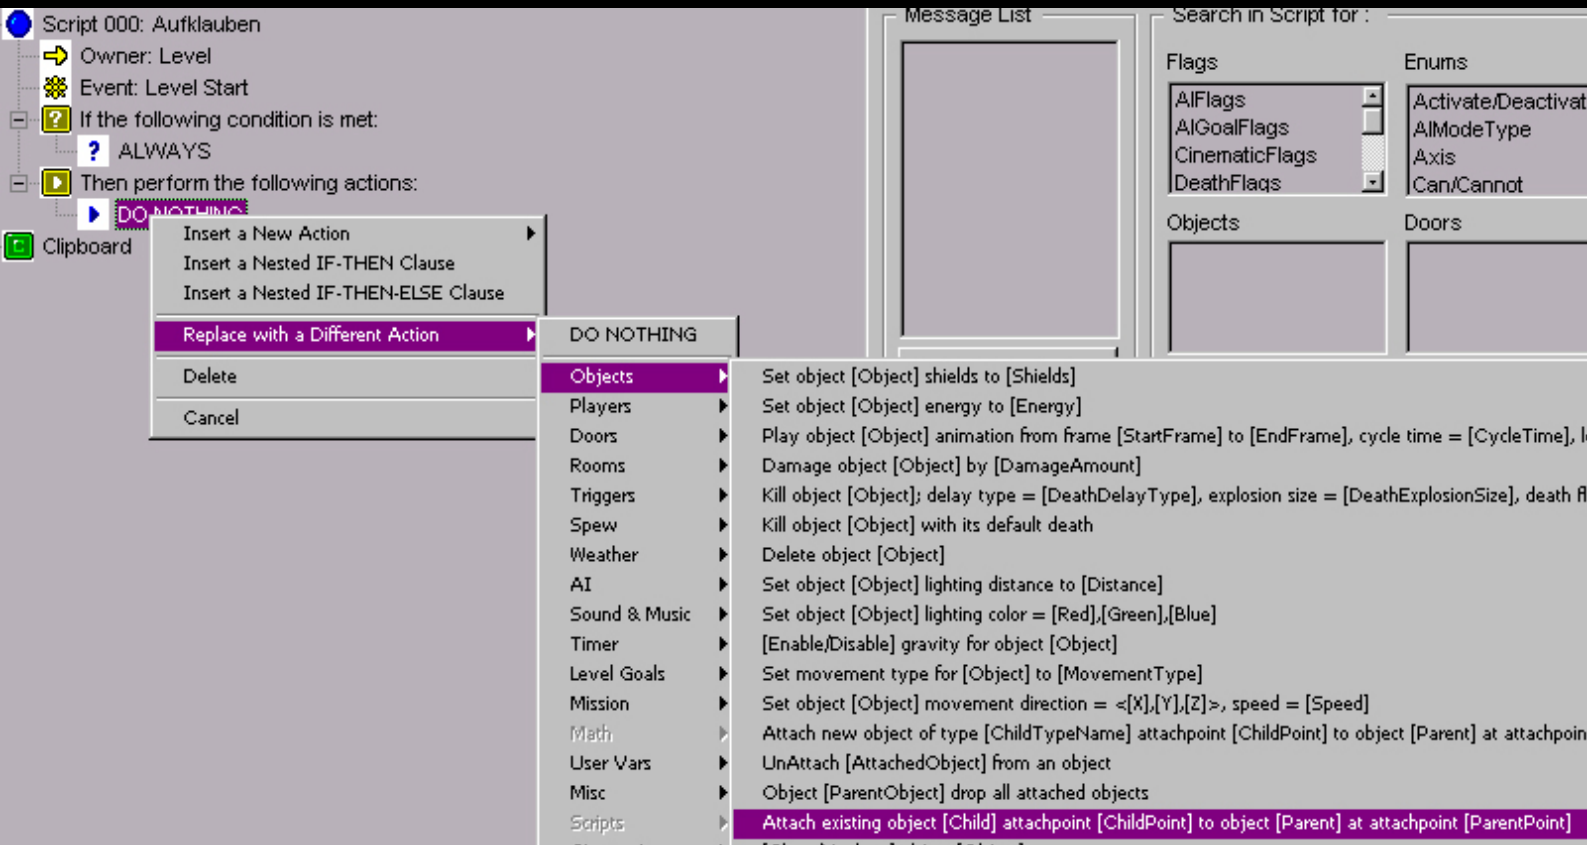 Script 000: Aufklauben
Owner: Level
Event: Level Start
If the following condition is met:
ALWAYS
Then perform the following actions:
DO NOTHING
Clipboard
Message List
Search in Script for :
Flags
AIFlags
AIGoalFlags
CinematicFlags
DeathFlags
Enums
Activate/Deactivat
AIModeType
Axis
Can/Cannot
Objects
Doors
Insert a New Action
Insert a Nested IF-THEN Clause
Insert a Nested IF-THEN-ELSE Clause
Replace with a Different Action
Delete
Cancel
DO NOTHING
Objects
Players
Doors
Rooms
Triggers
Spew
Weather
AI
Sound & Music
Timer
Level Goals
Mission
Math
User Vars
Misc
Scripts
Set object [Object] shields to [Shields]
Set object [Object] energy to [Energy]
Play object [Object] animation from frame [StartFrame] to [EndFrame], cycle time = [CycleTime],
Damage object [Object] by [DamageAmount]
Kill object [Object]; delay type = [DeathDelayType], explosion size = [DeathExplosionSize], death
Kill object [Object] with its default death
Delete object [Object]
Set object [Object] lighting distance to [Distance]
Set object [Object] lighting color = [Red],[Green],[Blue]
[Enable/Disable] gravity for object [Object]
Set movement type for [Object] to [MovementType]
Set object [Object] movement direction = <[X],[Y],[Z]>, speed = [Speed]
Attach new object of type [ChildTypeName] attachpoint [ChildPoint] to object [Parent] at attachpoin
UnAttach [AttachedObject] from an object
Object [ParentObject] drop all attached objects
Attach existing object [Child] attachpoint [ChildPoint] to object [Parent] at attachpoint [ParentPoint]